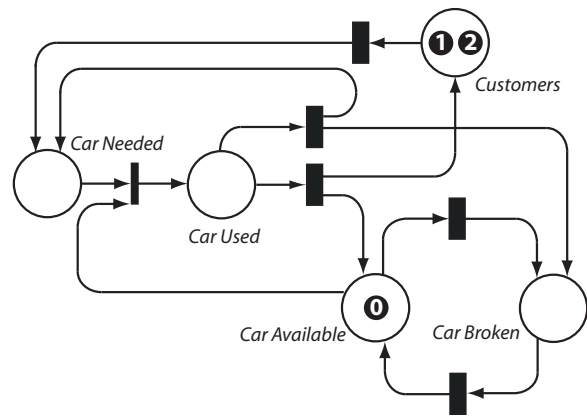 1 2
Customers
Car Needed
Car Used
0
Car Available
Car Broken